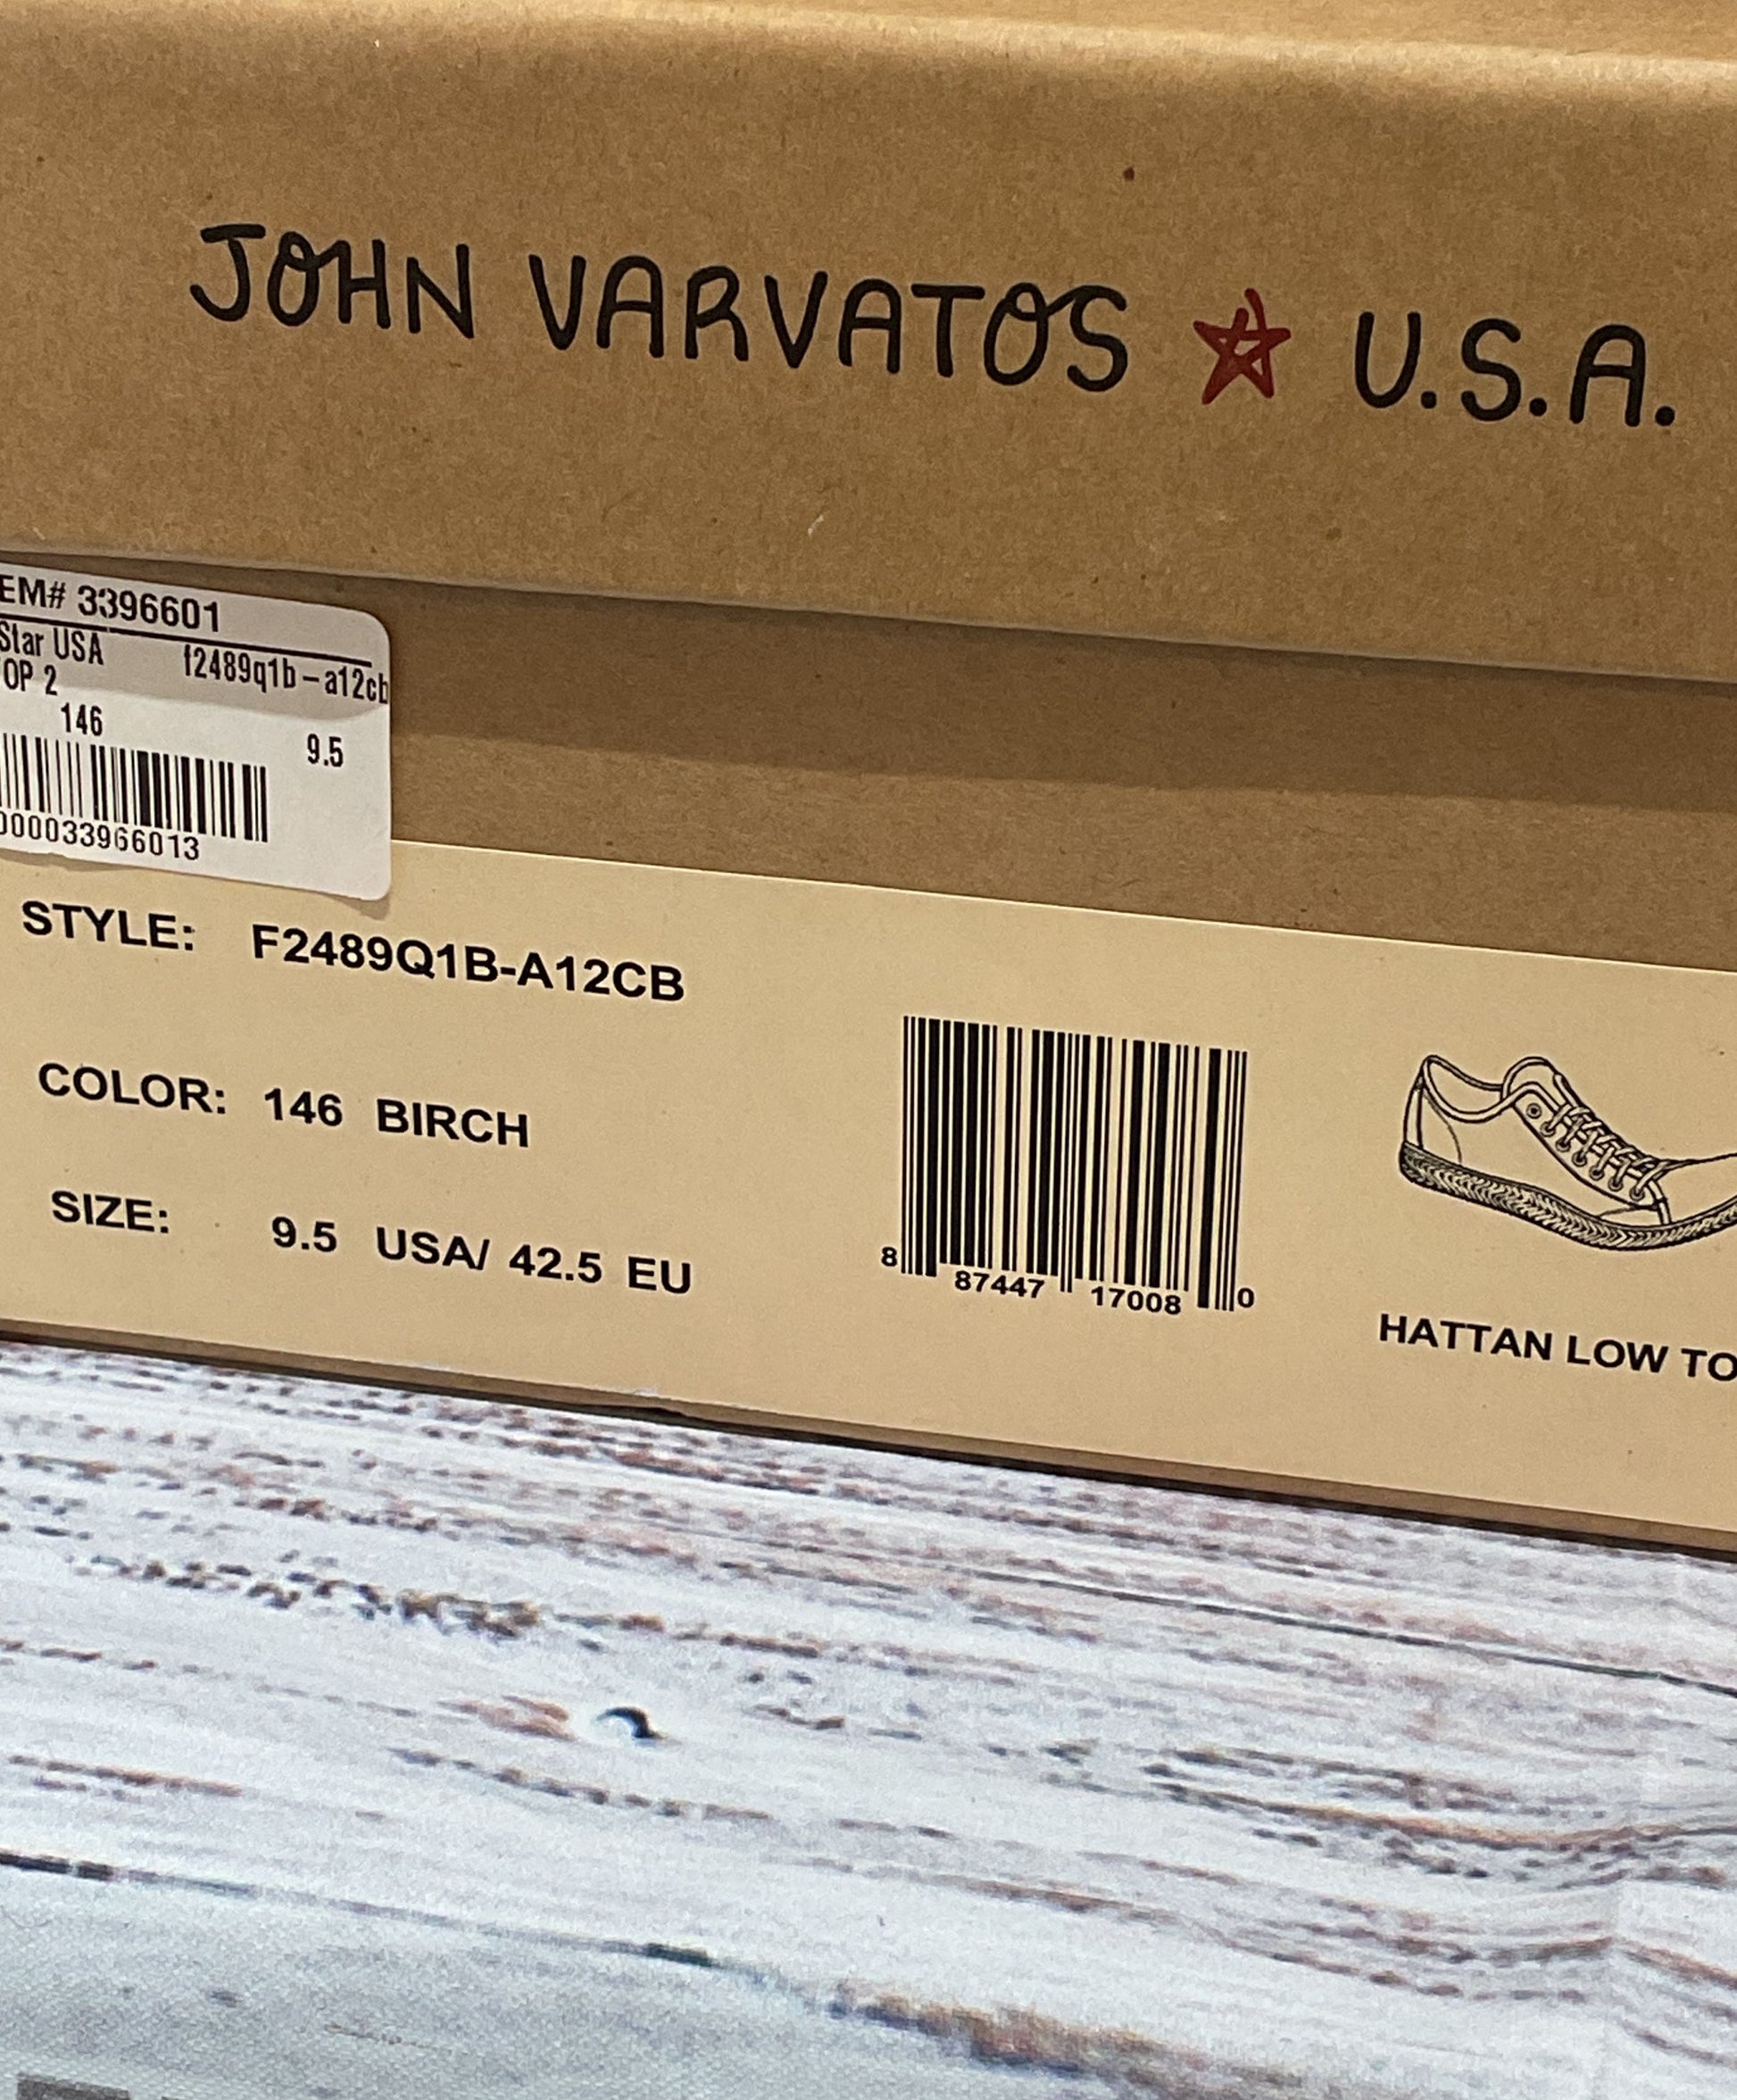 JOHN VARVATOS U.S.A.
EM# 3396601
Star USA f2489q1b-a12cb
OP 2
146 9.5
000033966013
STYLE: F2489Q1B-A12CB
COLOR: 146 BIRCH
SIZE: 9.5 USA/ 42.5 EU
8 87447 17008 0
HATTAN LOW TO